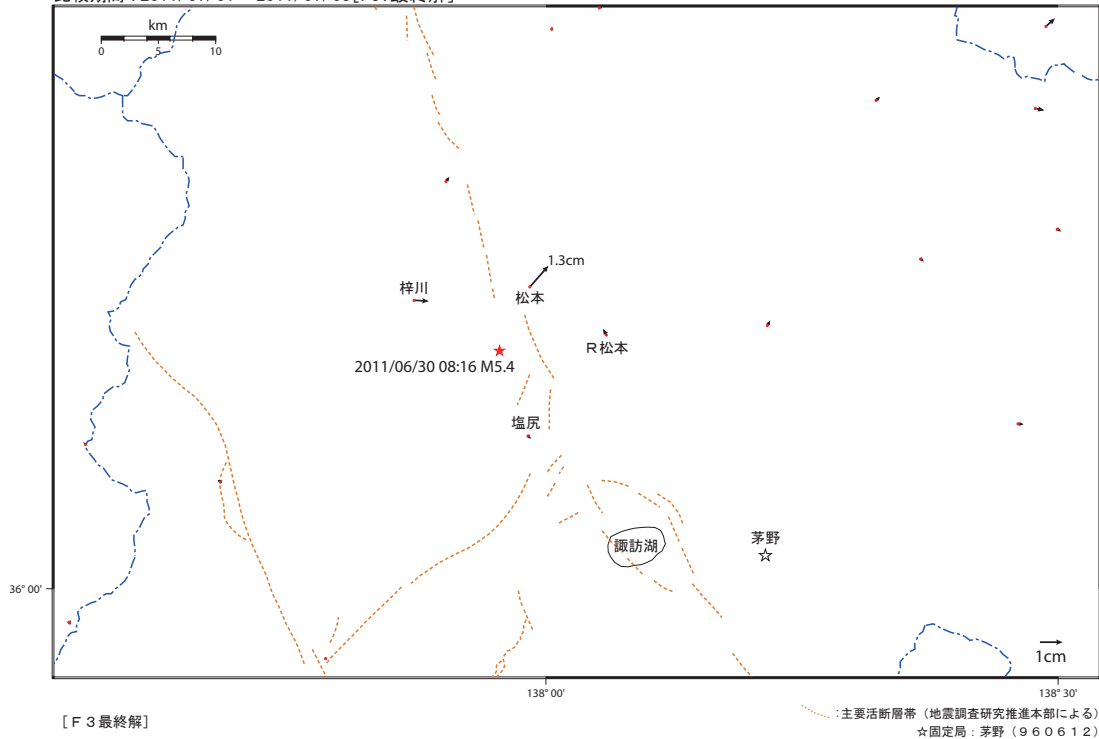 km
0 5 10
1.3cm
梓川
松本
R松本
2011/06/30 08:16 M5.4
塩尻
諏訪湖
茅野
36° 00'
1cm
138° 00'
138° 30'
[Ｆ３最終解]
:主要活断層帯（地震調査研究推進本部による）
☆固定局：茅野（９６０６１２）